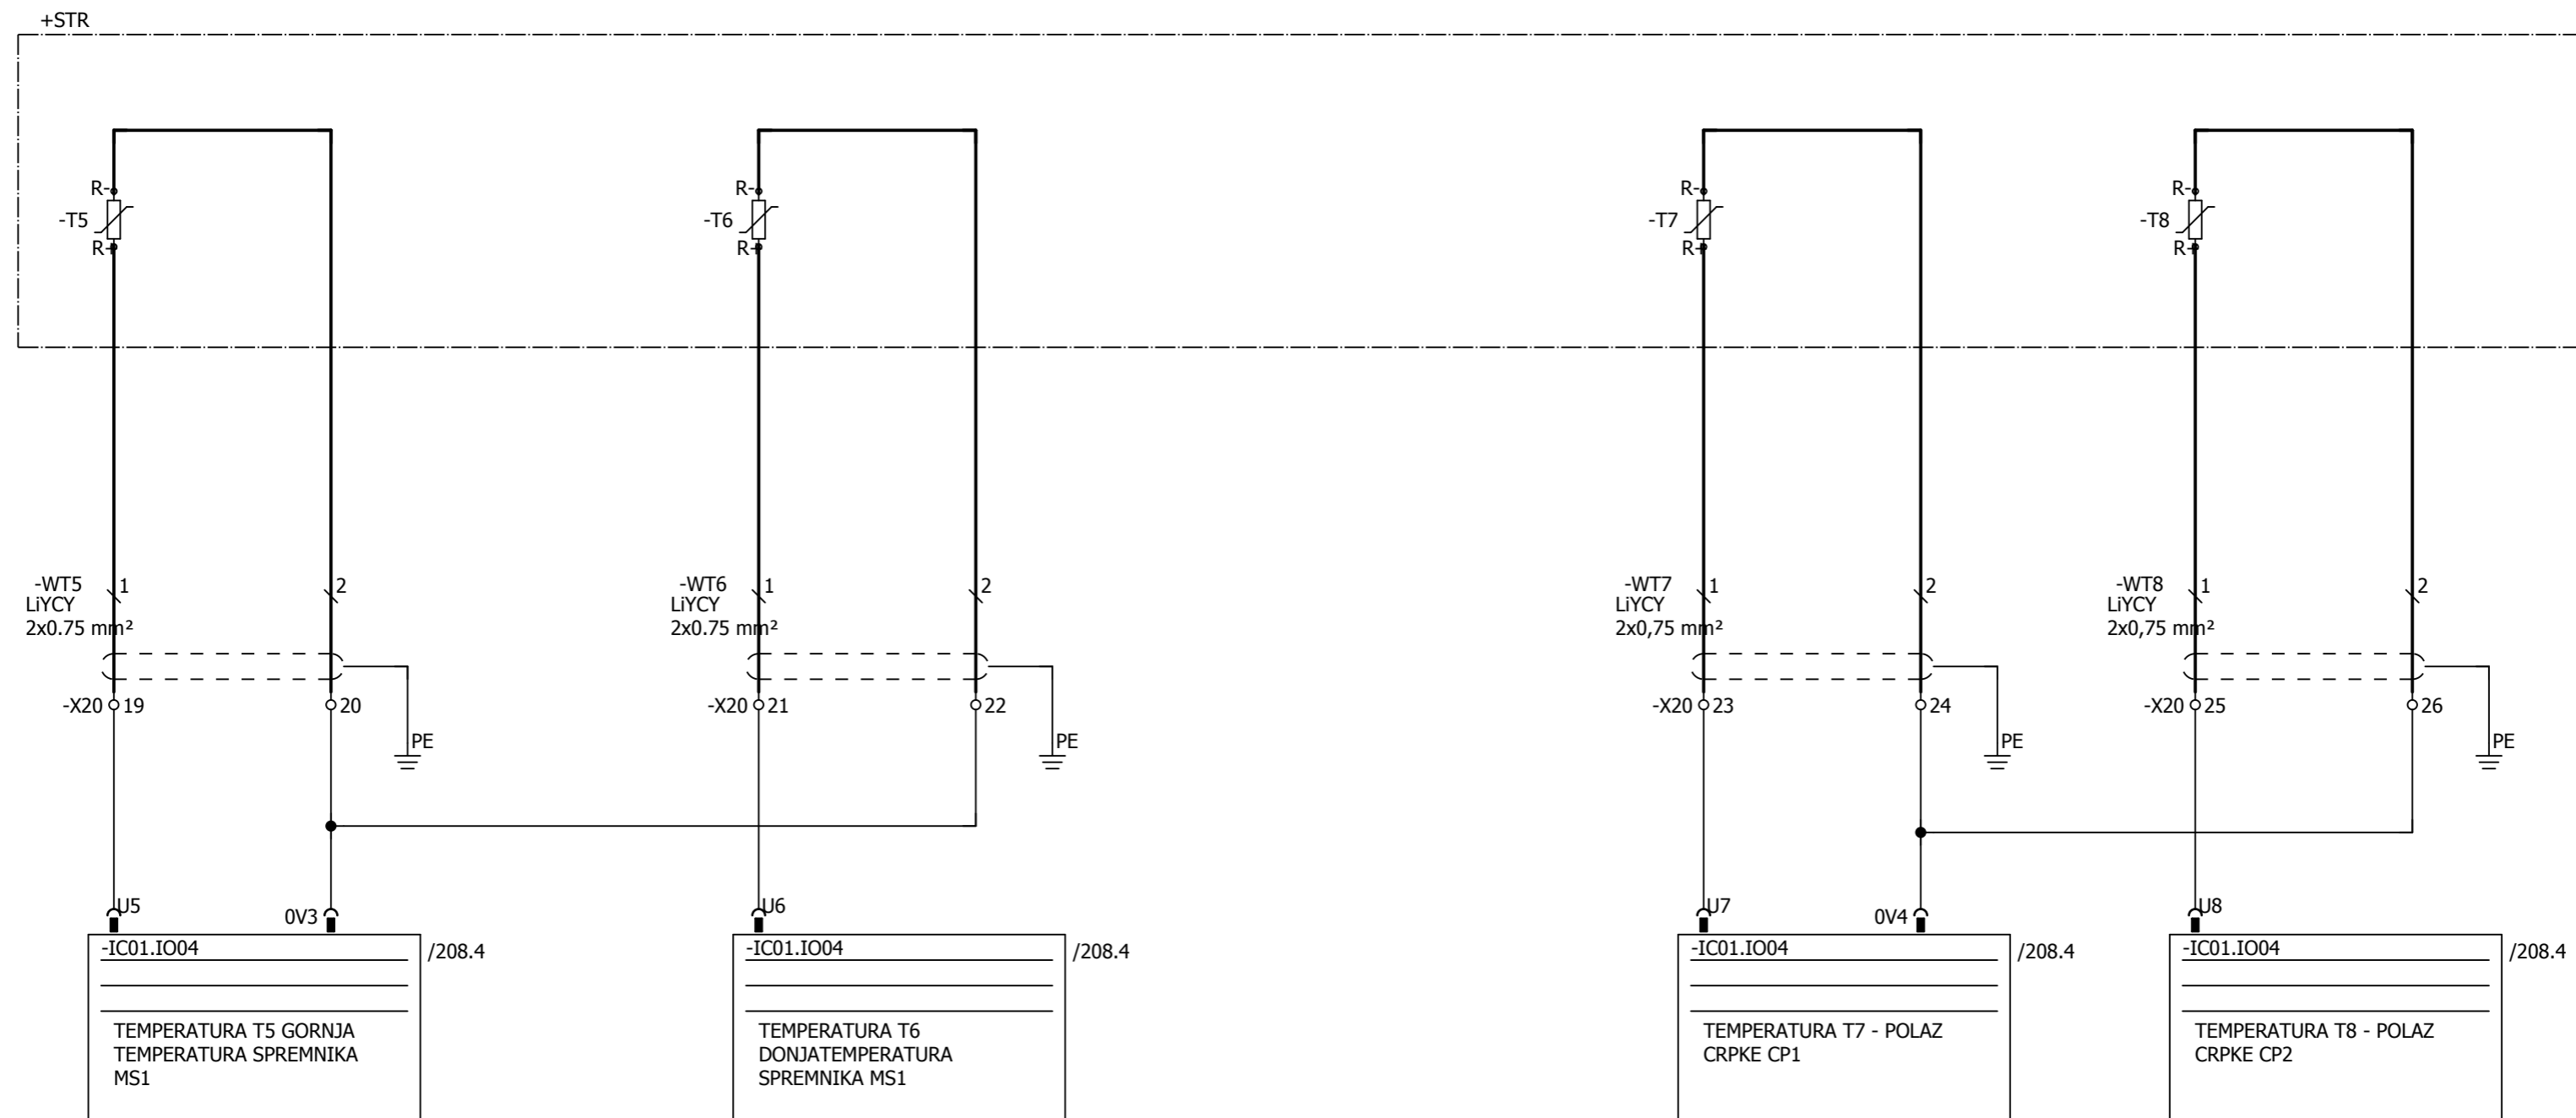 +STR
R-
-T5
R+
R-
-T6
R+
R-
-T7
R+
R-
-T8
R+
-WT5 1 2
LiYCY
2x0.75 mm²
-WT6 1 2
LiYCY
2x0.75 mm²
-WT7 1 2
LiYCY
2x0,75 mm²
-WT8 1 2
LiYCY
2x0,75 mm²
-X20 19 20
-X20 21 22
-X20 23 24
-X20 25 26
PE
PE
PE
PE
U5 0V3
U6
U7 0V4
U8
-IC01.IO04 /208.4
TEMPERATURA T5 GORNJA
TEMPERATURA SPREMNIKA
MS1
-IC01.IO04 /208.4
TEMPERATURA T6
DONJATEMPERATURA
SPREMNIKA MS1
-IC01.IO04 /208.4
TEMPERATURA T7 - POLAZ
CRPKE CP1
-IC01.IO04 /208.4
TEMPERATURA T8 - POLAZ
CRPKE CP2